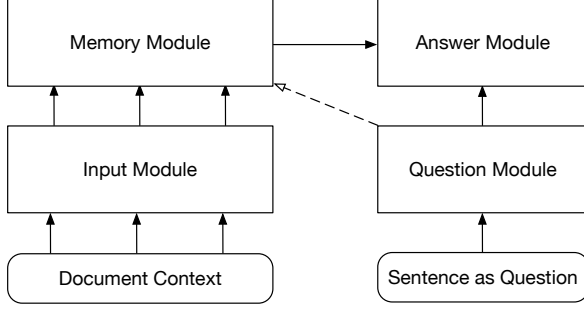 Memory Module
Answer Module
Input Module
Question Module
Document Context
Sentence as Question